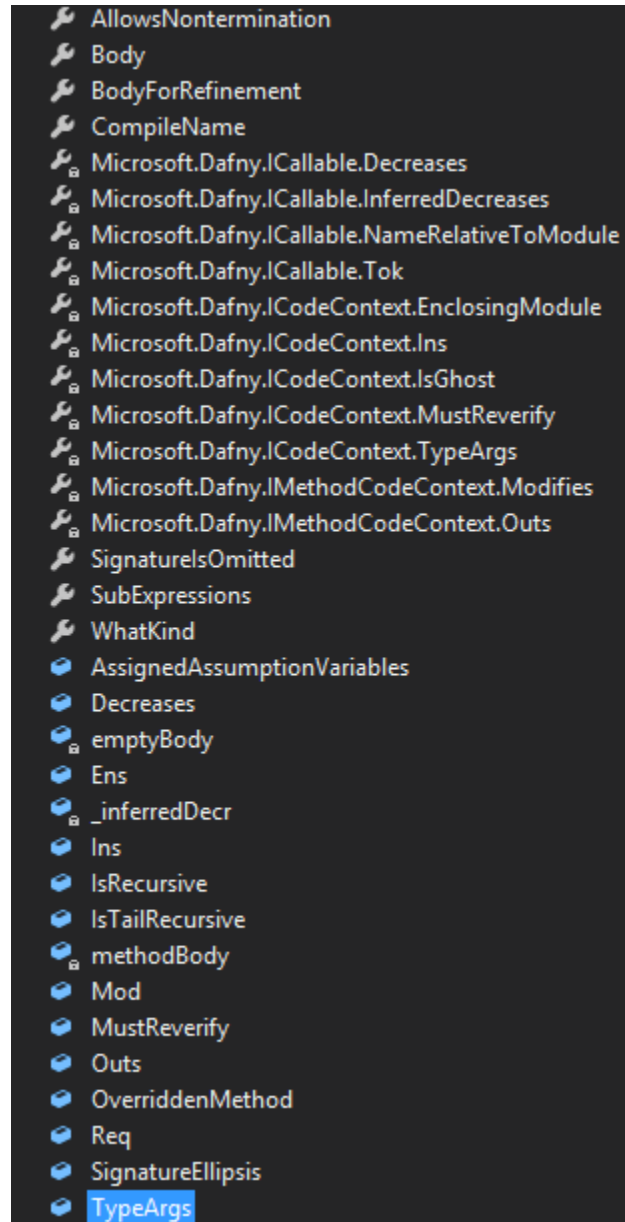 AllowsNontermination
Body
BodyForRefinement
CompileName
Microsoft.Dafny.ICallable.Decreases
Microsoft.Dafny.ICallable.InferredDecreases
Microsoft.Dafny.ICallable.NameRelativeToModule
Microsoft.Dafny.ICallable.Tok
Microsoft.Dafny.ICodeContext.EnclosingModule
Microsoft.Dafny.ICodeContext.Ins
Microsoft.Dafny.ICodeContext.IsGhost
Microsoft.Dafny.ICodeContext.MustReverify
Microsoft.Dafny.ICodeContext.TypeArgs
Microsoft.Dafny.IMethodCodeContext.Modifies
Microsoft.Dafny.IMethodCodeContext.Outs
SignatureIsOmitted
SubExpressions
WhatKind
AssignedAssumptionVariables
Decreases
emptyBody
Ens
_inferredDecr
Ins
IsRecursive
IsTailRecursive
methodBody
Mod
MustReverify
Outs
OverriddenMethod
Req
SignatureEllipsis
TypeArgs